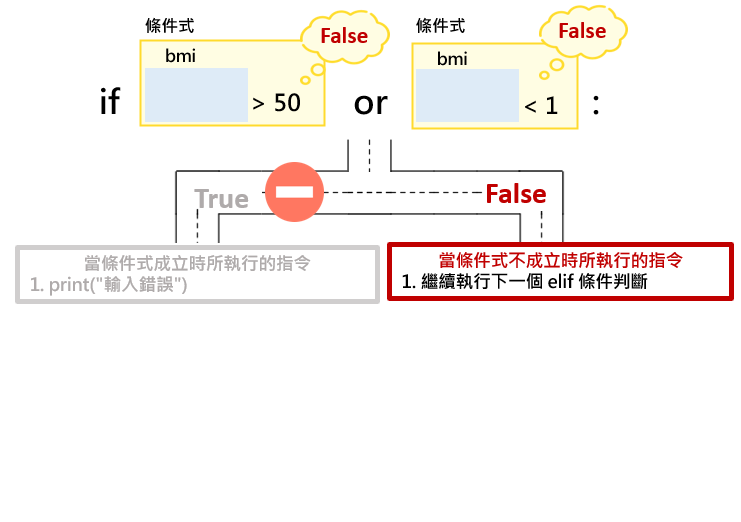 條件式
False
條件式
False
bmi
bmi
if
> 50
or
< 1
:
True
False
當條件式成立時所執行的指令
1. print("輸入錯誤")
當條件式不成立時所執行的指令
1. 繼續執行下一個 elif 條件判斷